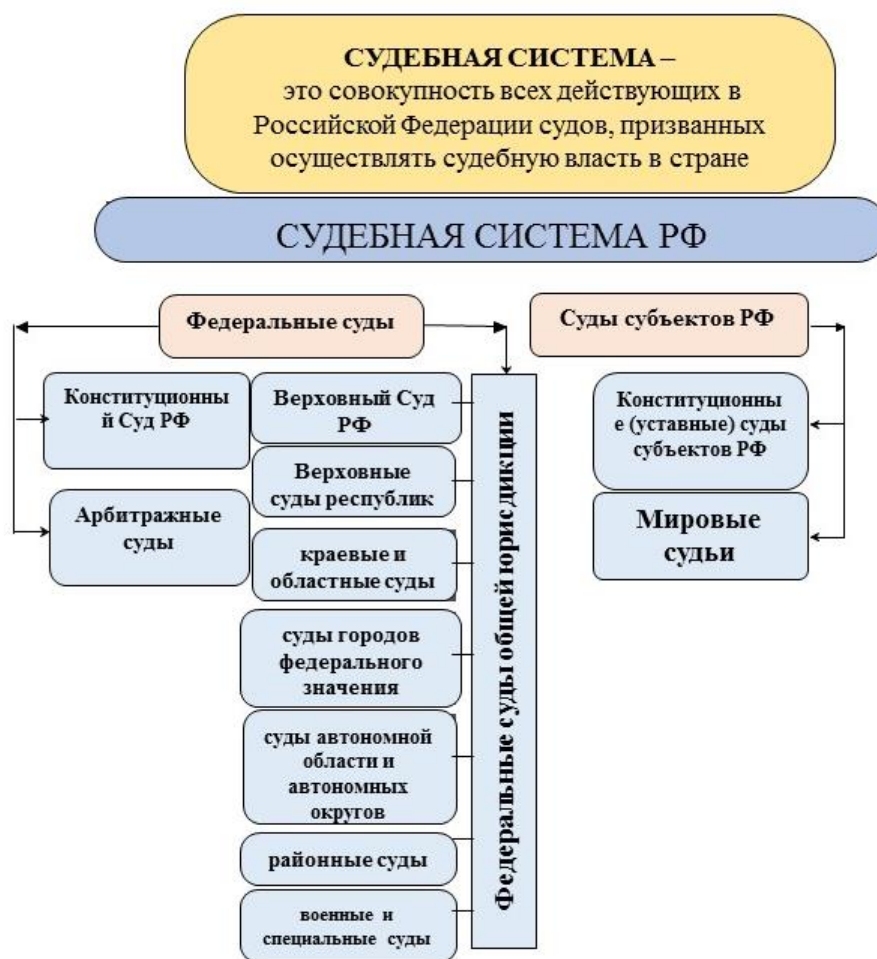 СУДЕБНАЯ СИСТЕМА –
это совокупность всех действующих в
Российской Федерации судов, призванных
осуществлять судебную власть в стране
СУДЕБНАЯ СИСТЕМА РФ
Федеральные суды
Суды субъектов РФ
Конституционны
й Суд РФ
Арбитражные
суды
Верховный Суд
РФ
Верховные
суды республик
краевые и
областные суды
суды городов
федерального
значения
суды автономной
области и
автономных
округов
районные суды
военные и
специальные суды
Федеральные суды общей юрисдикции
Конституционны
е (уставные) суды
субъектов РФ
Мировые
судьи